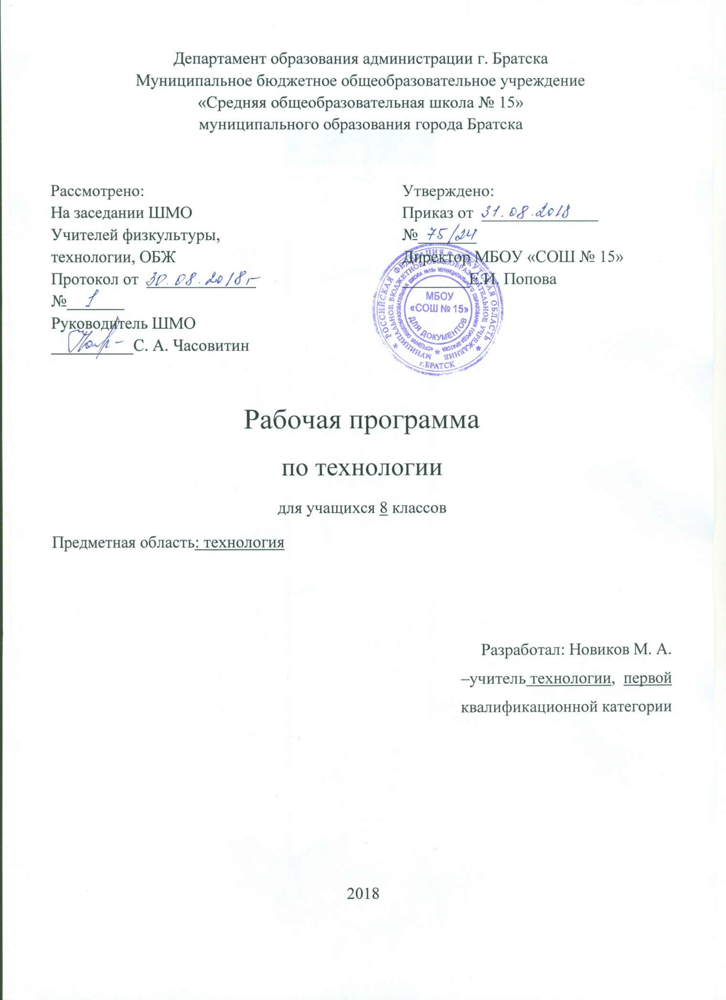 Департамент образования администрации г. Братска
Муниципальное бюджетное общеобразовательное учреждение
«Средняя общеобразовательная школа № 15»
муниципального образования города Братска
Рассмотрено:
На заседании ШМО
Учителей физкультуры,
технологии, ОБЖ
Протокол от 30.08.2018г
№ 1
Руководитель ШМО
С. А. Часовитин
Утверждено:
Приказ от 31.08.2018
№ 75/24
Директор МБОУ «СОШ № 15»
Е.И. Попова
* РОССИЙСКАЯ ФЕДЕРАЦИЯ * ИРКУТСКАЯ ОБЛАСТЬ *
г.БРАТСК
МУНИЦИПАЛЬНОЕ БЮДЖЕТНОЕ ОБЩЕОБРАЗОВАТЕЛЬНОЕ УЧРЕЖДЕНИЕ
«СРЕДНЯЯ ОБЩЕОБРАЗОВАТЕЛЬНАЯ ШКОЛА №15» МУНИЦИПАЛЬНОГО ОБРАЗОВАНИЯ ГОРОДА БРАТСКА *
МБОУ
«СОШ № 15»
ДЛЯ ДОКУМЕНТОВ
Рабочая программа
по технологии
для учащихся 8 классов
Предметная область: технология
Разработал: Новиков М. А.
–учитель технологии, первой
квалификационной категории
2018